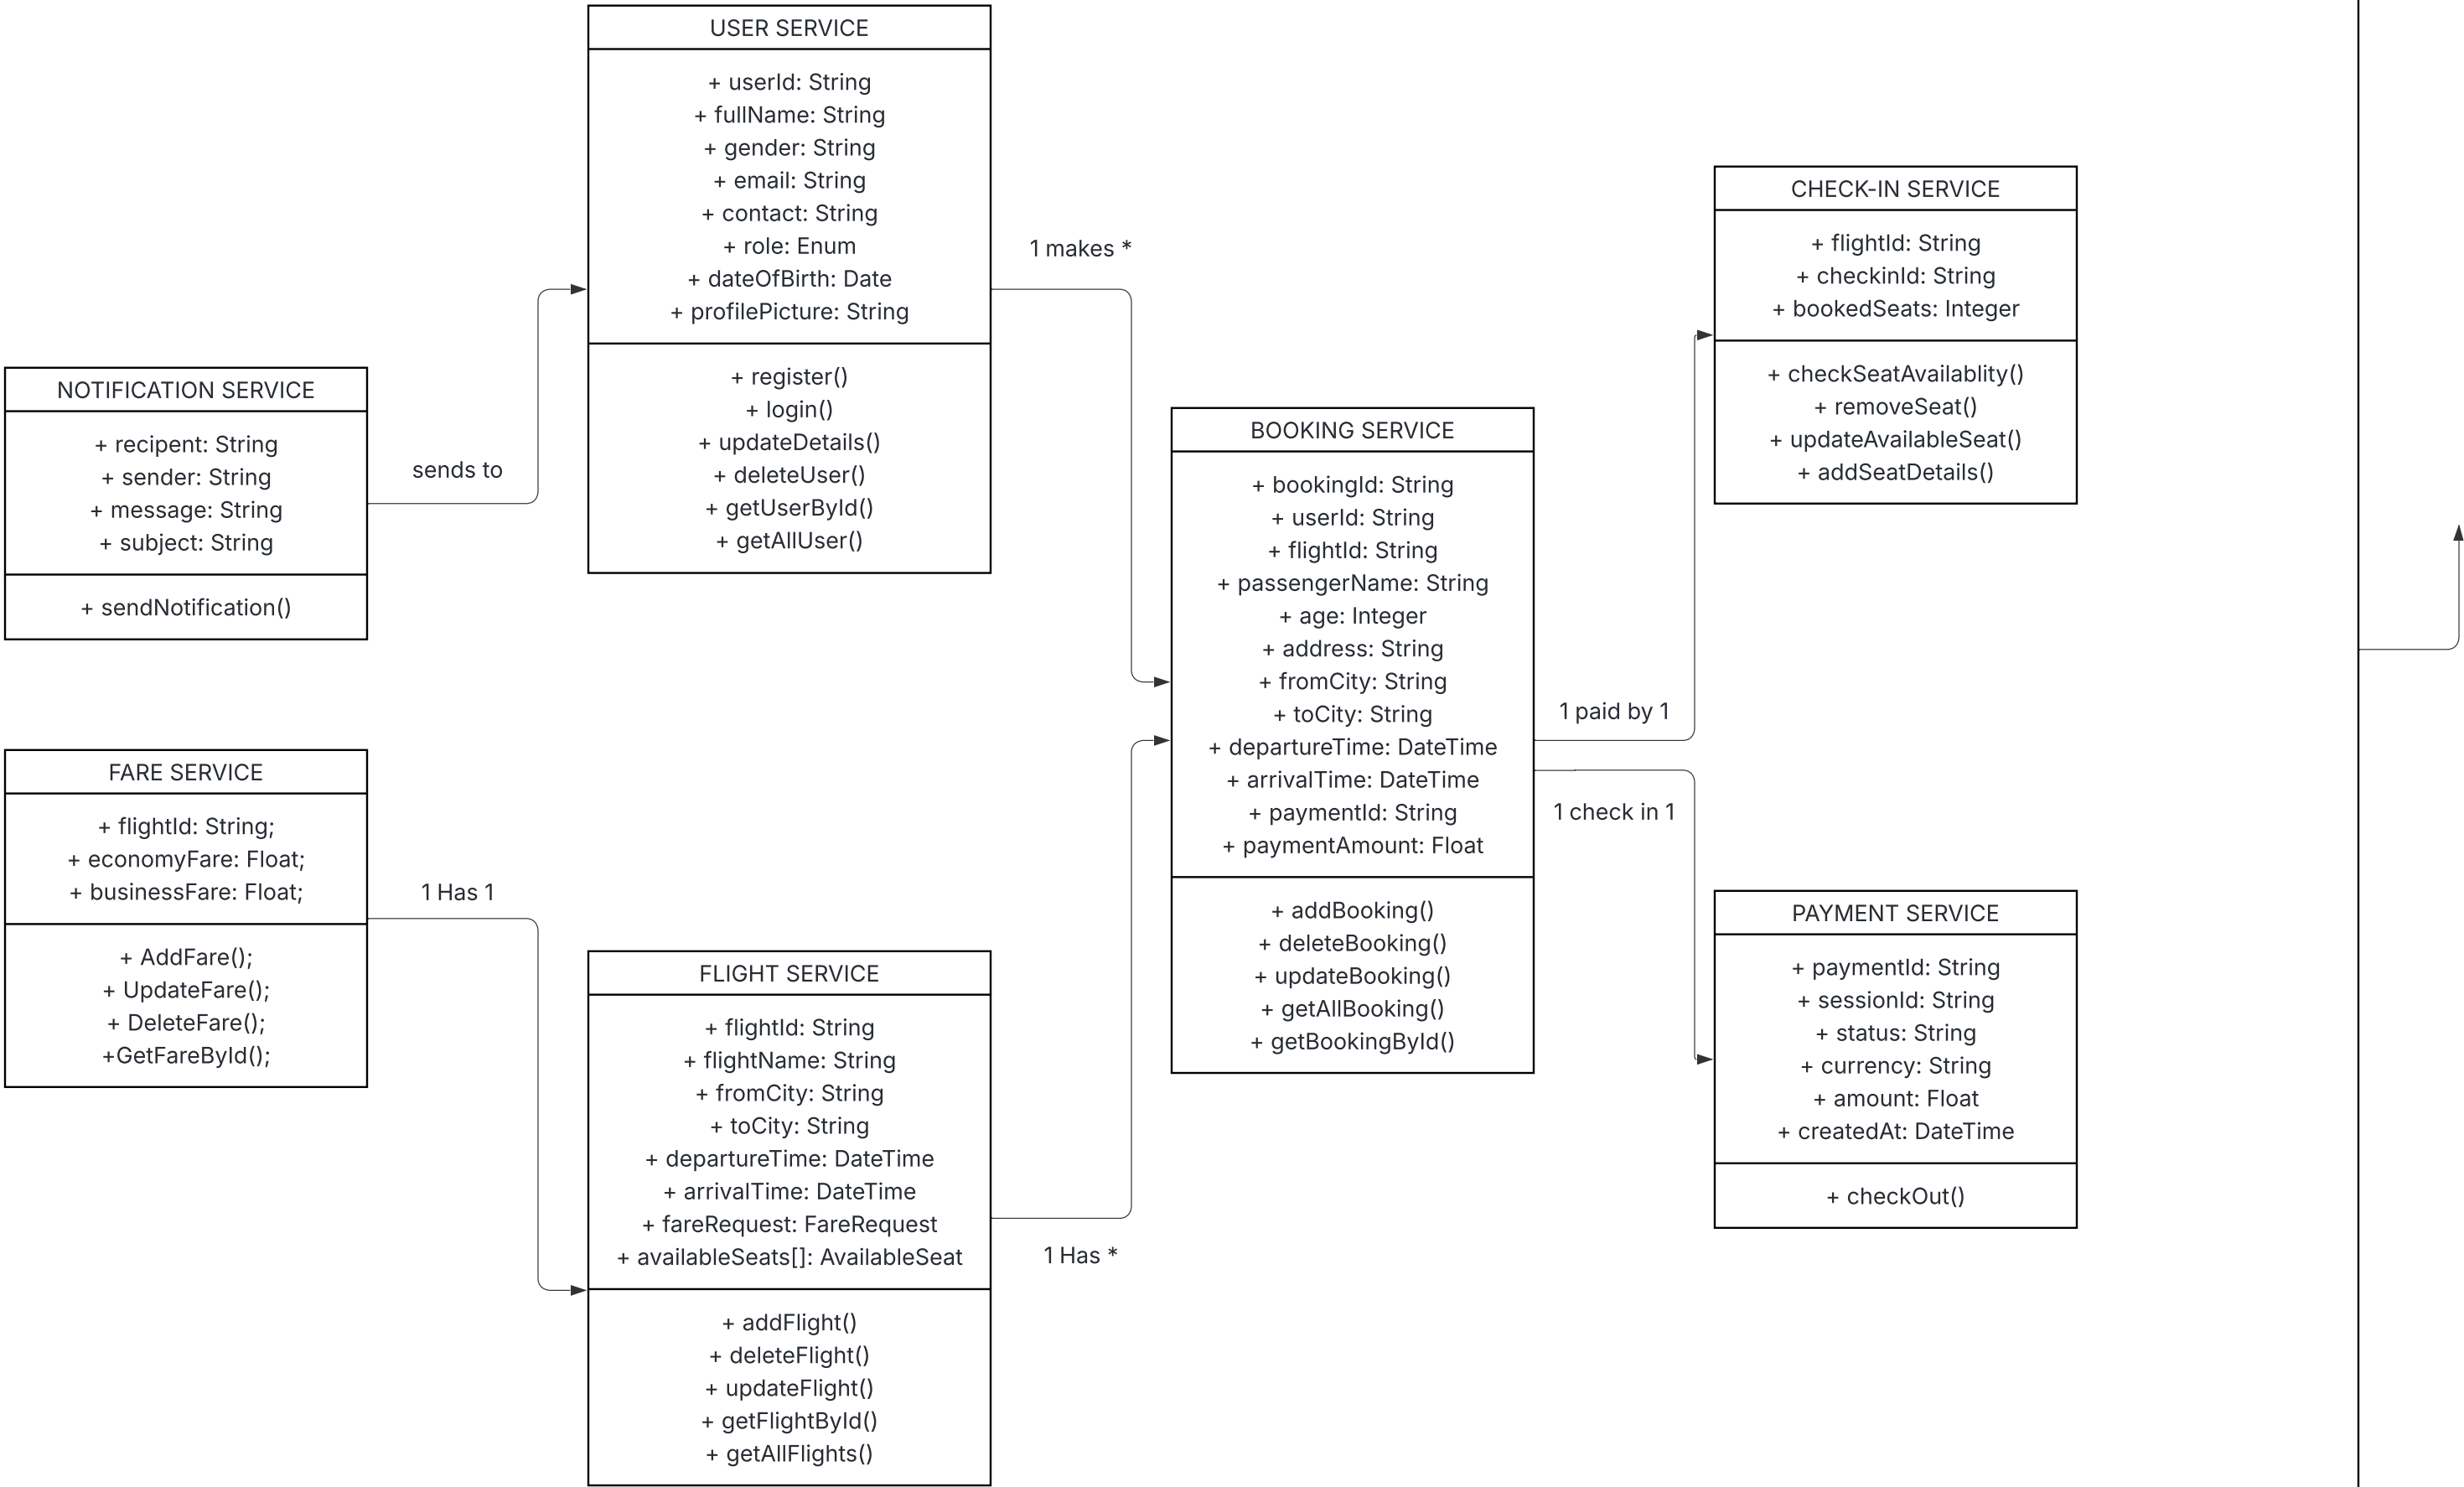 USER SERVICE
+ userId: String
+ fullName: String
+ gender: String
+ email: String
+ contact: String
+ role: Enum
+ dateOfBirth: Date
+ profilePicture: String
+ register()
+ login()
+ updateDetails()
+ deleteUser()
+ getUserById()
+ getAllUser()
NOTIFICATION SERVICE
+ recipent: String
+ sender: String
+ message: String
+ subject: String
+ sendNotification()
sends to
1 makes *
CHECK-IN SERVICE
+ flightId: String
+ checkinId: String
+ bookedSeats: Integer
+ checkSeatAvailablity()
+ removeSeat()
+ updateAvailableSeat()
+ addSeatDetails()
BOOKING SERVICE
+ bookingId: String
+ userId: String
+ flightId: String
+ passengerName: String
+ age: Integer
+ address: String
+ fromCity: String
+ toCity: String
+ departureTime: DateTime
+ arrivalTime: DateTime
+ paymentId: String
+ paymentAmount: Float
+ addBooking()
+ deleteBooking()
+ updateBooking()
+ getAllBooking()
+ getBookingById()
1 paid by 1
1 check in 1
FARE SERVICE
+ flightId: String;
+ economyFare: Float;
+ businessFare: Float;
+ AddFare();
+ UpdateFare();
+ DeleteFare();
+GetFareById();
1 Has 1
FLIGHT SERVICE
+ flightId: String
+ flightName: String
+ fromCity: String
+ toCity: String
+ departureTime: DateTime
+ arrivalTime: DateTime
+ fareRequest: FareRequest
+ availableSeats[]: AvailableSeat
+ addFlight()
+ deleteFlight()
+ updateFlight()
+ getFlightById()
+ getAllFlights()
1 Has *
PAYMENT SERVICE
+ paymentId: String
+ sessionId: String
+ status: String
+ currency: String
+ amount: Float
+ createdAt: DateTime
+ checkOut()